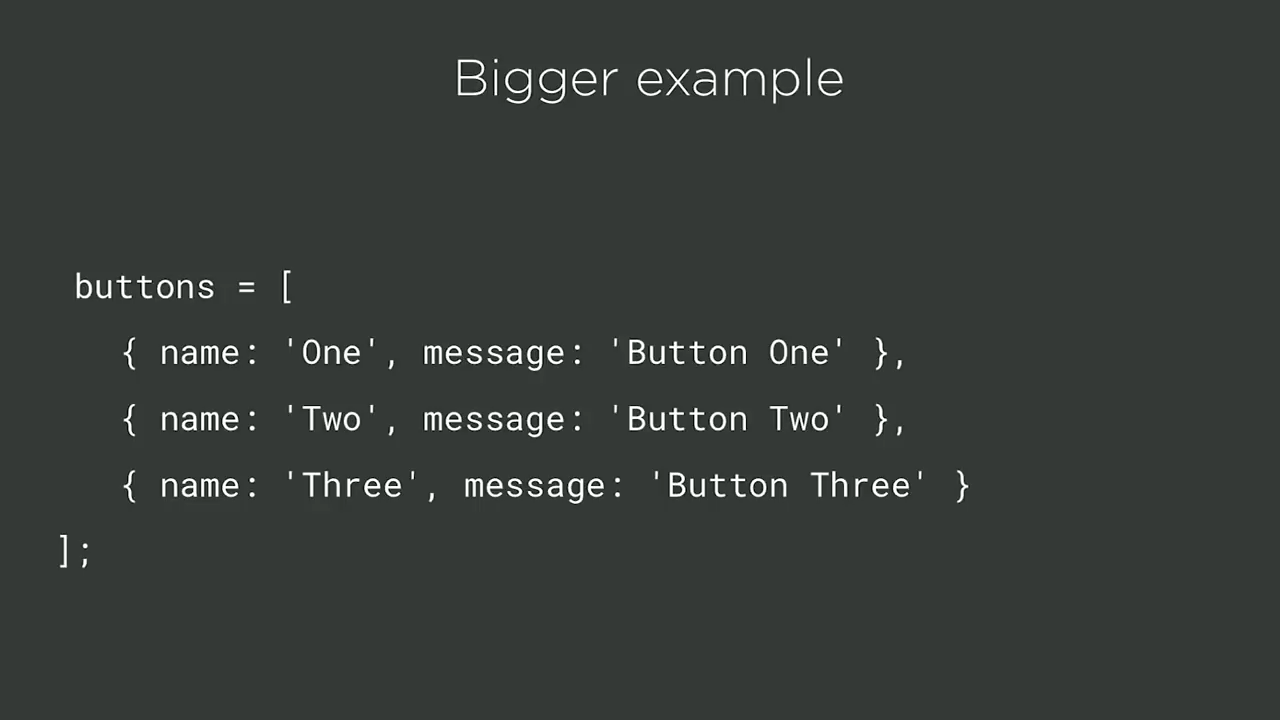 Bigger example
buttons = [
{ name: 'One', message: 'Button One' },
{ name: 'Two', message: 'Button Two' },
{ name: 'Three', message: 'Button Three' }
];